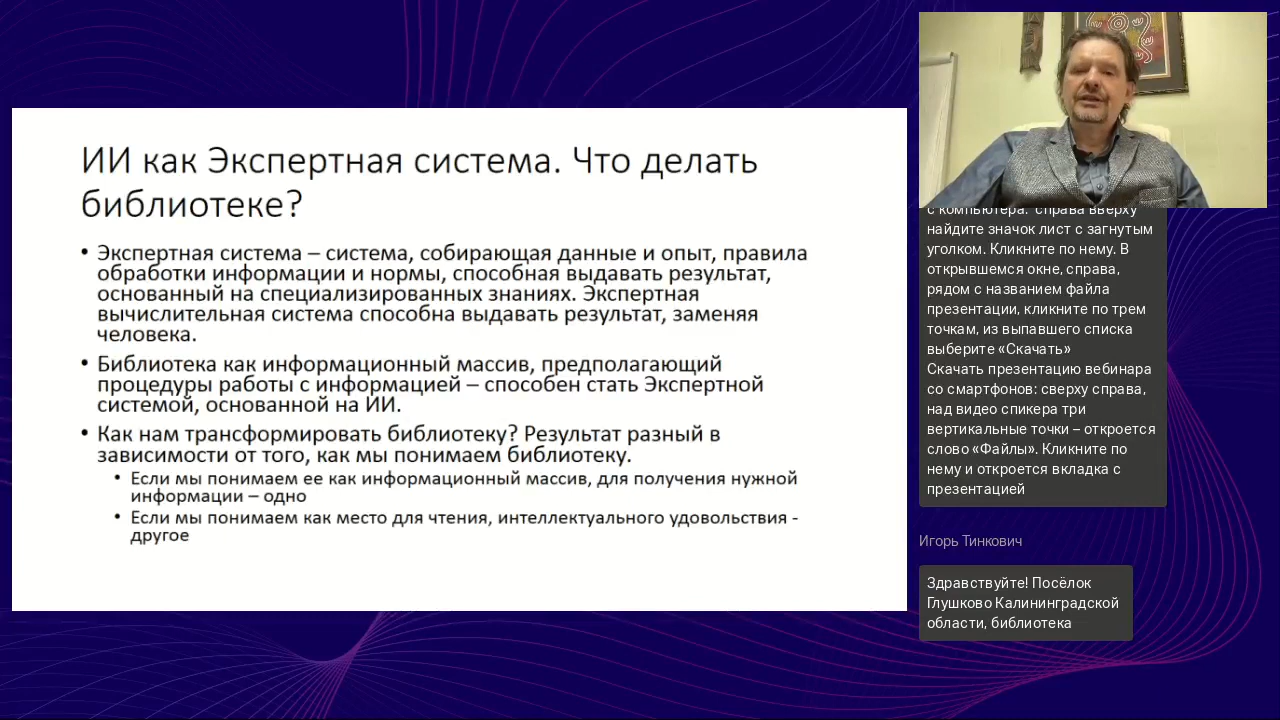 ИИ как Экспертная система. Что делать
библиотеке?
• Экспертная система – система, собирающая данные и опыт, правила
обработки информации и нормы, способная выдавать результат,
основанный на специализированных знаниях. Экспертная
вычислительная система способна выдавать результат, заменяя
человека.
• Библиотека как информационный массив, предполагающий
процедуры работы с информацией – способен стать Экспертной
системой, основанной на ИИ.
• Как нам трансформировать библиотеку? Результат разный в
зависимости от того, как мы понимаем библиотеку.
• Если мы понимаем ее как информационный массив, для получения нужной
информации – одно
• Если мы понимаем как место для чтения, интеллектуального удовольствия -
другое
с компьютера: справа вверху
найдите значок лист с загнутым
уголком. Кликните по нему. В
открывшемся окне, справа,
рядом с названием файла
презентации, кликните по трем
точкам, из выпавшего списка
выберите «Скачать»
Скачать презентацию вебинара
со смартфонов: сверху справа,
над видео спикера три
вертикальные точки – откроется
слово «Файлы». Кликните по
нему и откроется вкладка с
презентацией
Игорь Тинкович
Здравствуйте! Посёлок
Глушково Калининградской
области, библиотека